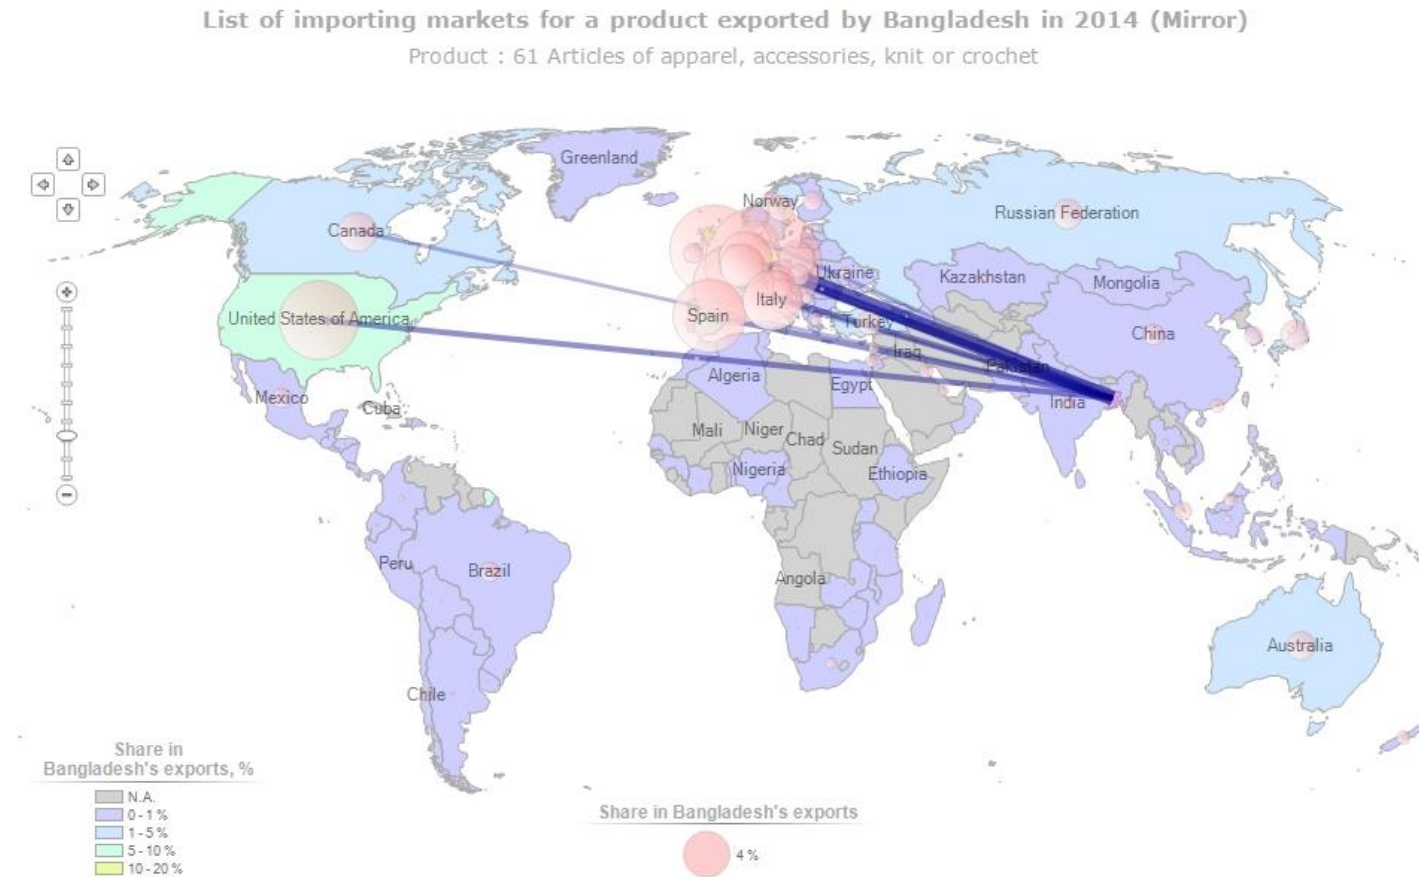 List of importing markets for a product exported by Bangladesh in 2014 (Mirror)
Product : 61 Articles of apparel, accessories, knit or crochet
Greenland
Norway
Canada
Russian Federation
Ukraine
Kazakhstan
Mongolia
Italy
Spain
United States of America
Turkey
China
Iraq
Pakistan
Algeria
Egypt
Mexico
Cuba
India
Mali
Niger
Chad
Sudan
Nigeria
Ethiopia
Peru
Brazil
Angola
Australia
Chile
Share in
Bangladesh's exports, %
N.A.
0 - 1 %
1 - 5 %
5 - 10 %
10 - 20 %
Share in Bangladesh's exports
4 %